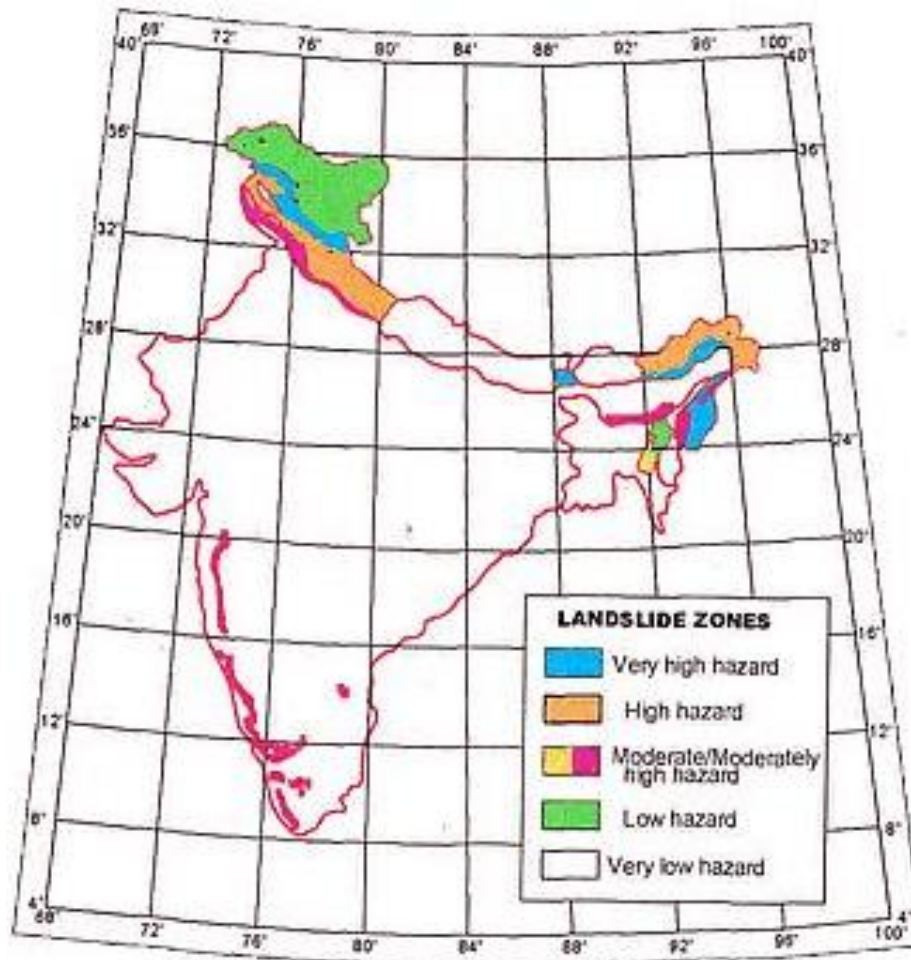 68° 72° 76° 80° 84° 88° 92° 96° 100°
40° 40°
36° 36°
32° 32°
28° 28°
24° 24°
20° 20°
16° 16°
12° 12°
8° 8°
4° 4°
LANDSLIDE ZONES
Very high hazard
High hazard
Moderate/Moderately
high hazard
Low hazard
Very low hazard
68° 72° 76° 80° 84° 88° 92° 96° 100°